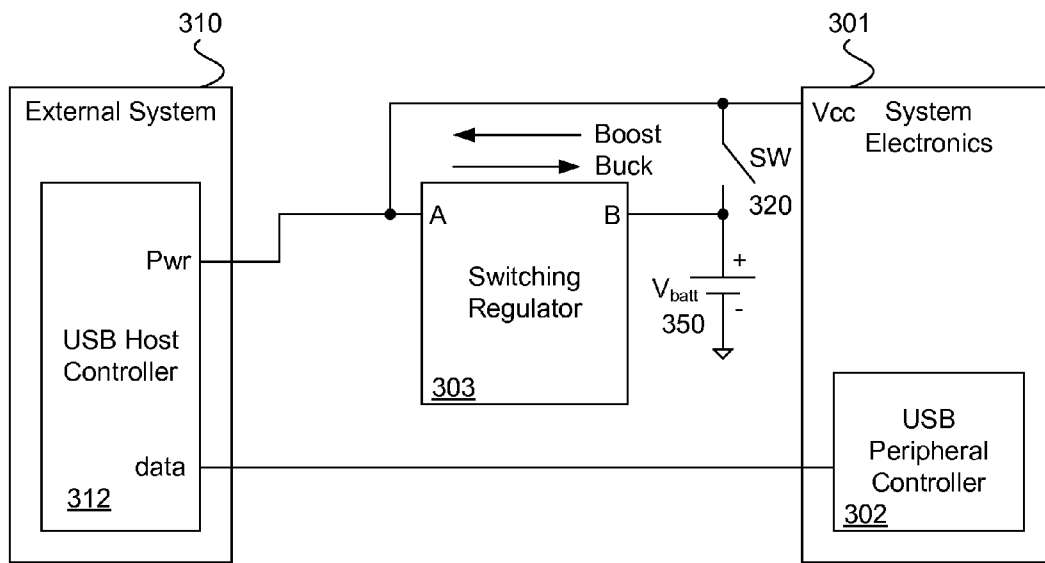 310
301
External System
Vcc
System
Electronics
Boost
Buck
SW
320
A
B
Pwr
Switching
Regulator
+
Vbatt
-
350
USB Host
Controller
303
USB
Peripheral
Controller
data
312
302